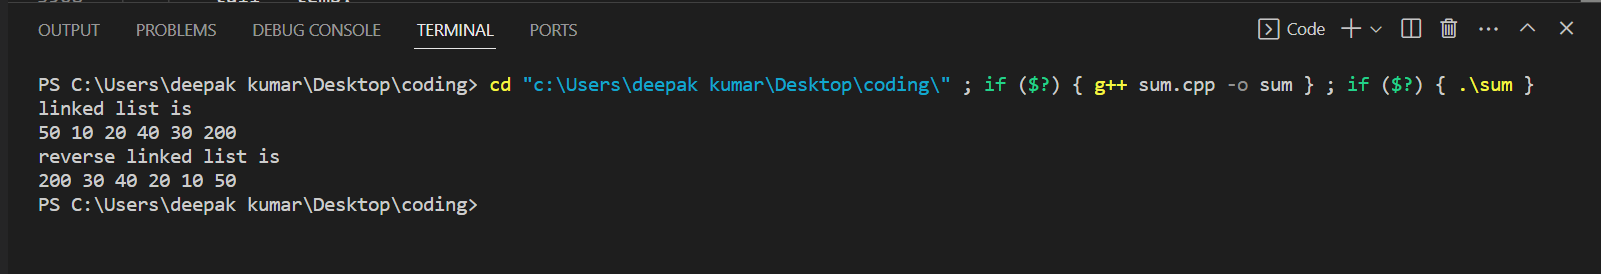 OUTPUT PROBLEMS DEBUG CONSOLE TERMINAL PORTS Code
PS C:\Users\deepak kumar\Desktop\coding> cd "c:\Users\deepak kumar\Desktop\coding\" ; if ($?) { g++ sum.cpp -o sum } ; if ($?) { .\sum }
linked list is
50 10 20 40 30 200
reverse linked list is
200 30 40 20 10 50
PS C:\Users\deepak kumar\Desktop\coding>